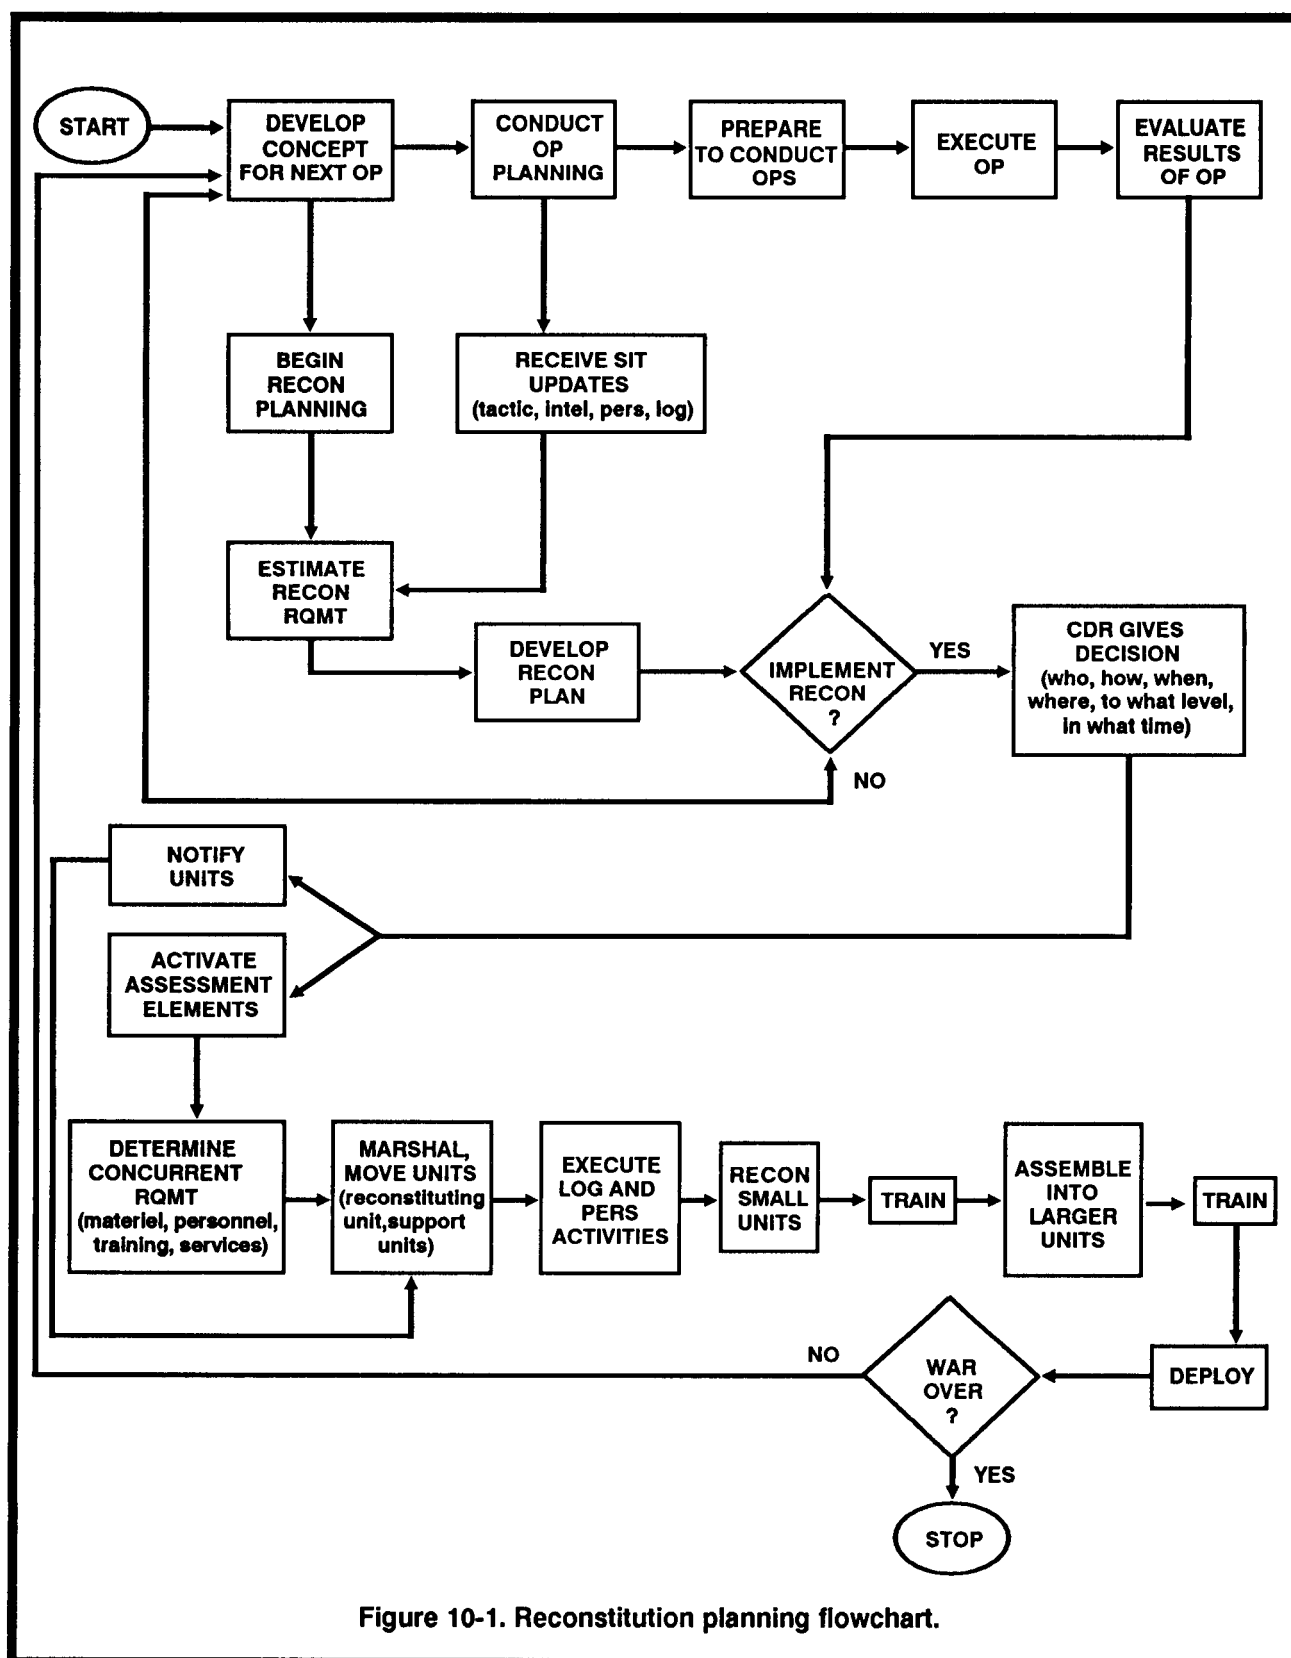 START
DEVELOP
CONCEPT
FOR NEXT OP
CONDUCT
OP
PLANNING
PREPARE
TO CONDUCT
OPS
EXECUTE
OP
EVALUATE
RESULTS
OF OP
BEGIN
RECON
PLANNING
RECEIVE SIT
UPDATES
(tactic, intel, pers, log)
ESTIMATE
RECON
RQMT
DEVELOP
RECON
PLAN
IMPLEMENT
RECON
?
YES
NO
CDR GIVES
DECISION
(who, how, when,
where, to what level,
in what time)
NOTIFY
UNITS
ACTIVATE
ASSESSMENT
ELEMENTS
DETERMINE
CONCURRENT
RQMT
(materiel, personnel,
training, services)
MARSHAL,
MOVE UNITS
(reconstituting
unit,support
units)
EXECUTE
LOG AND
PERS
ACTIVITIES
RECON
SMALL
UNITS
TRAIN
ASSEMBLE
INTO
LARGER
UNITS
TRAIN
DEPLOY
WAR
OVER
?
NO
YES
STOP
Figure 10-1. Reconstitution planning flowchart.